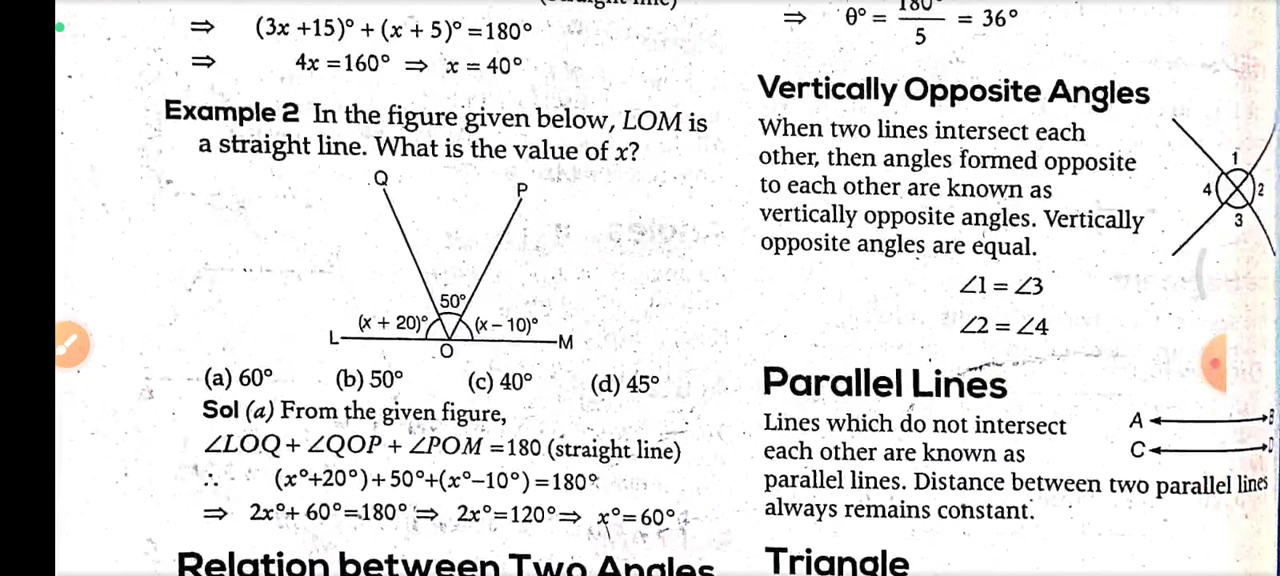 ⇒ (3x +15)° + (x + 5)° =180°
⇒ 4x =160° ⇒ x = 40°
Example 2 In the figure given below, LOM is
a straight line. What is the value of x?
Q
P
50°
(x + 20)°
(x – 10)°
L
M
O
(a) 60° (b) 50° (c) 40° (d) 45°
Sol (a) From the given figure,
∠LOQ + ∠QOP + ∠POM =180 (straight line)
∴ (x°+20°)+50°+(x°–10°)=180°
⇒ 2x°+ 60°=180° ⇒ 2x°=120°⇒ x°=60°
Relation between Two Angles
⇒ θ° = 180 / 5 = 36°
Vertically Opposite Angles
When two lines intersect each
other, then angles formed opposite
to each other are known as
vertically opposite angles. Vertically
opposite angles are equal.
1
4
2
3
∠1 = ∠3
∠2 = ∠4
Parallel Lines
Lines which do not intersect
each other are known as
parallel lines. Distance between two parallel lines
always remains constant.
A
B
C
D
Triangle